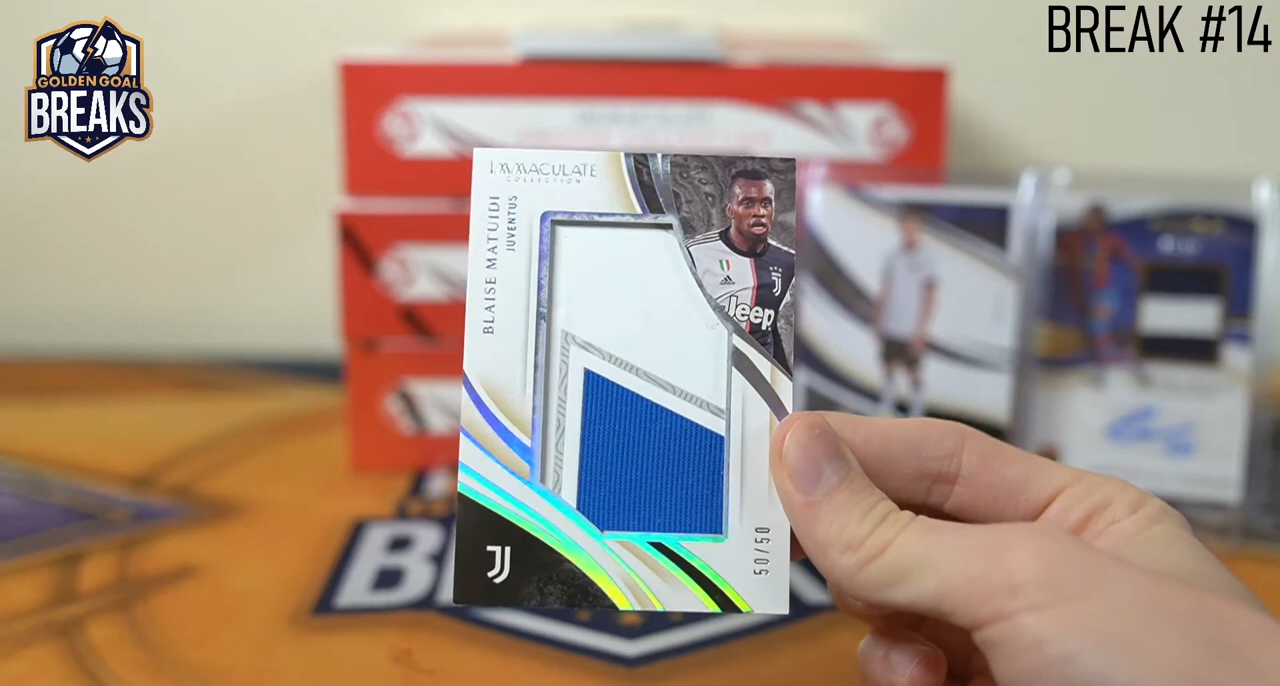 BREAK #14
GOLDEN GOAL
BREAKS
IMMACULATE
COLLECTION
BLAISE MATUIDI
JUVENTUS
Jeep
50/50